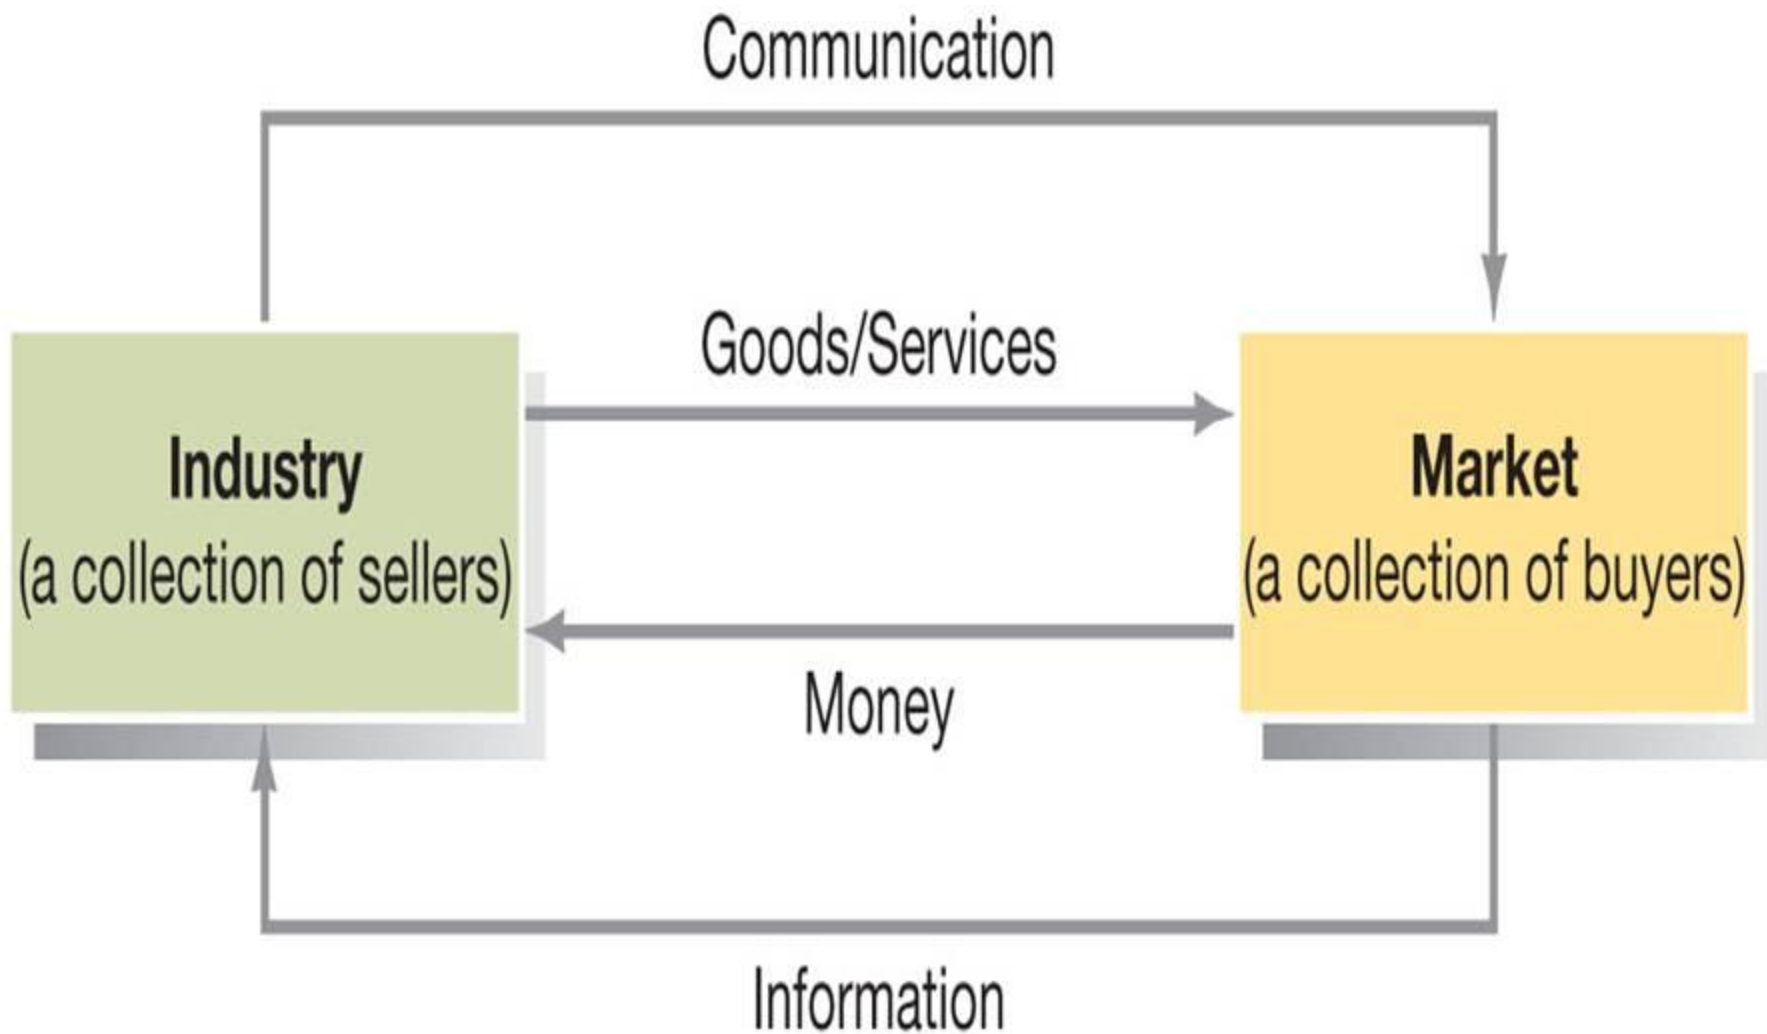 Communication
Goods/Services
Industry
(a collection of sellers)
Market
(a collection of buyers)
Money
Information